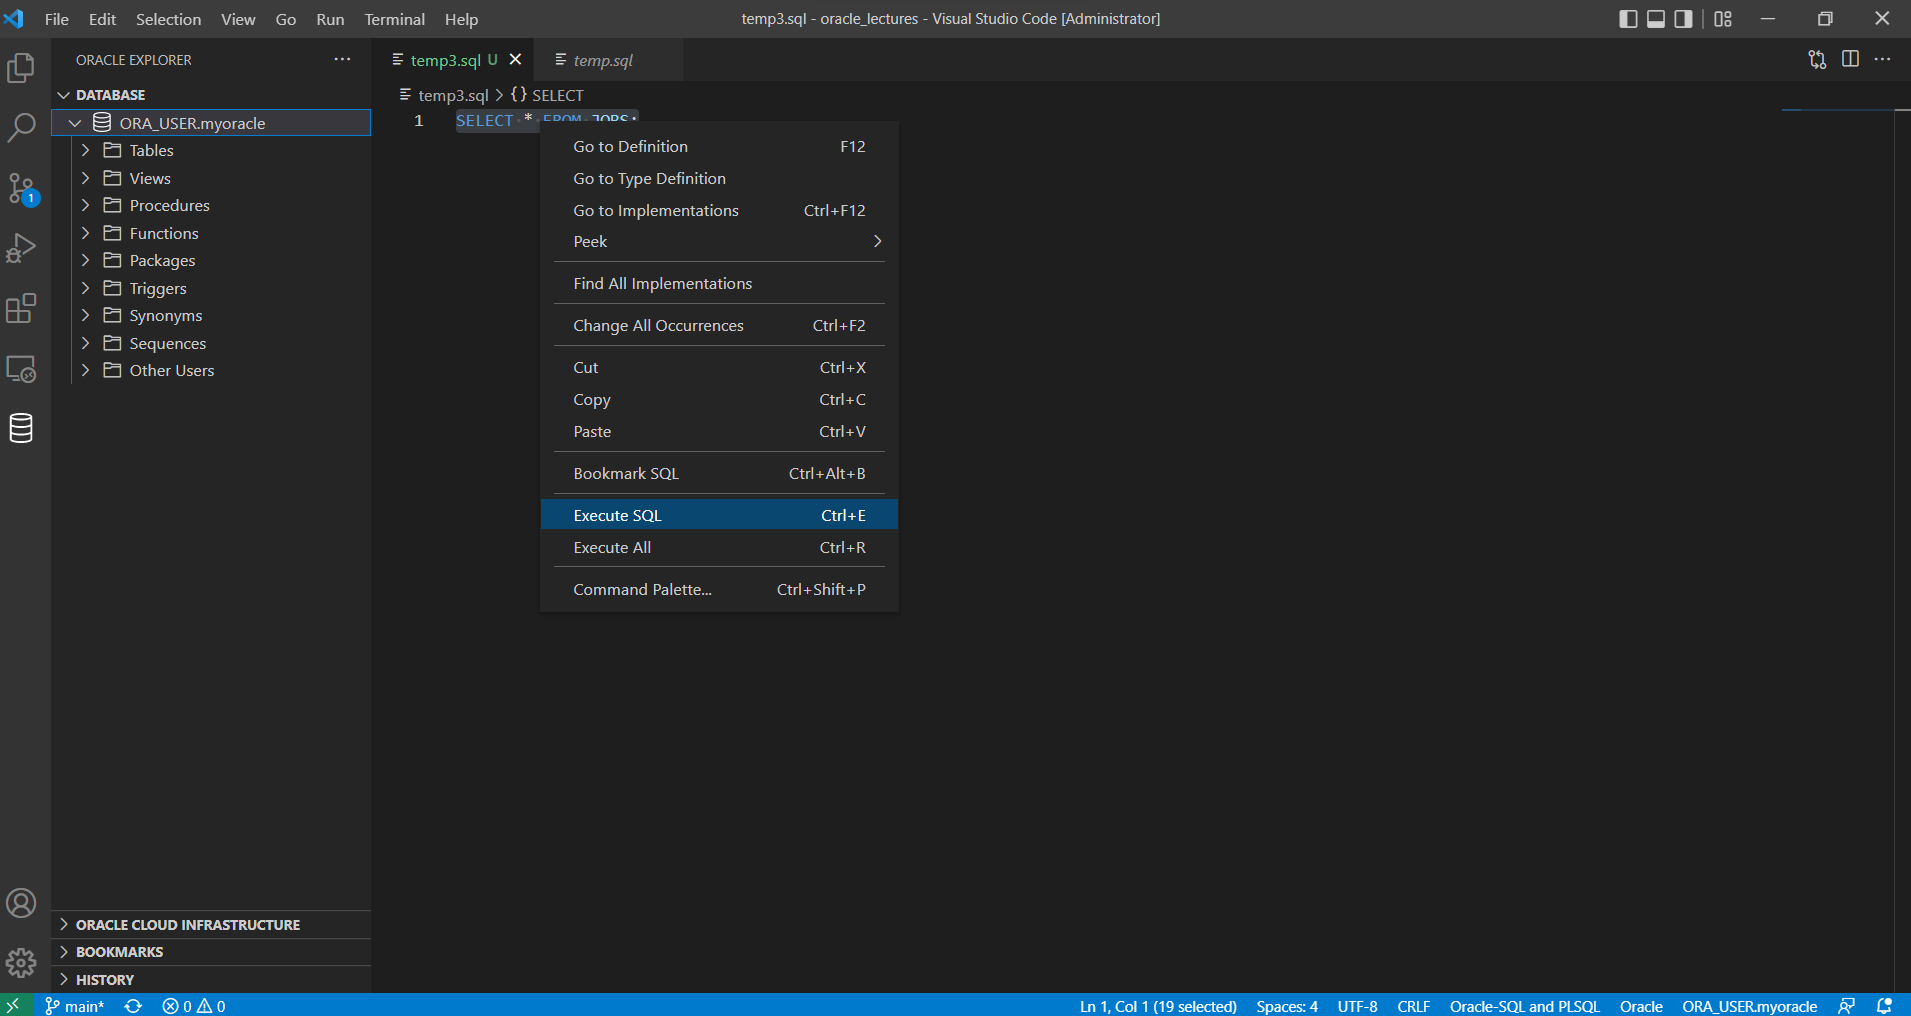 File Edit Selection View Go Run Terminal Help
temp3.sql - oracle_lectures - Visual Studio Code [Administrator]
ORACLE EXPLORER
DATABASE
ORA_USER.myoracle
Tables
Views
Procedures
Functions
Packages
Triggers
Synonyms
Sequences
Other Users
ORACLE CLOUD INFRASTRUCTURE
BOOKMARKS
HISTORY
1
temp3.sql U
temp.sql
temp3.sql > {} SELECT
1 SELECT * FROM JOBS;
Go to Definition F12
Go to Type Definition
Go to Implementations Ctrl+F12
Peek
Find All Implementations
Change All Occurrences Ctrl+F2
Cut Ctrl+X
Copy Ctrl+C
Paste Ctrl+V
Bookmark SQL Ctrl+Alt+B
Execute SQL Ctrl+E
Execute All Ctrl+R
Command Palette... Ctrl+Shift+P
main* 0 0 Ln 1, Col 1 (19 selected) Spaces: 4 UTF-8 CRLF Oracle-SQL and PLSQL Oracle ORA_USER.myoracle